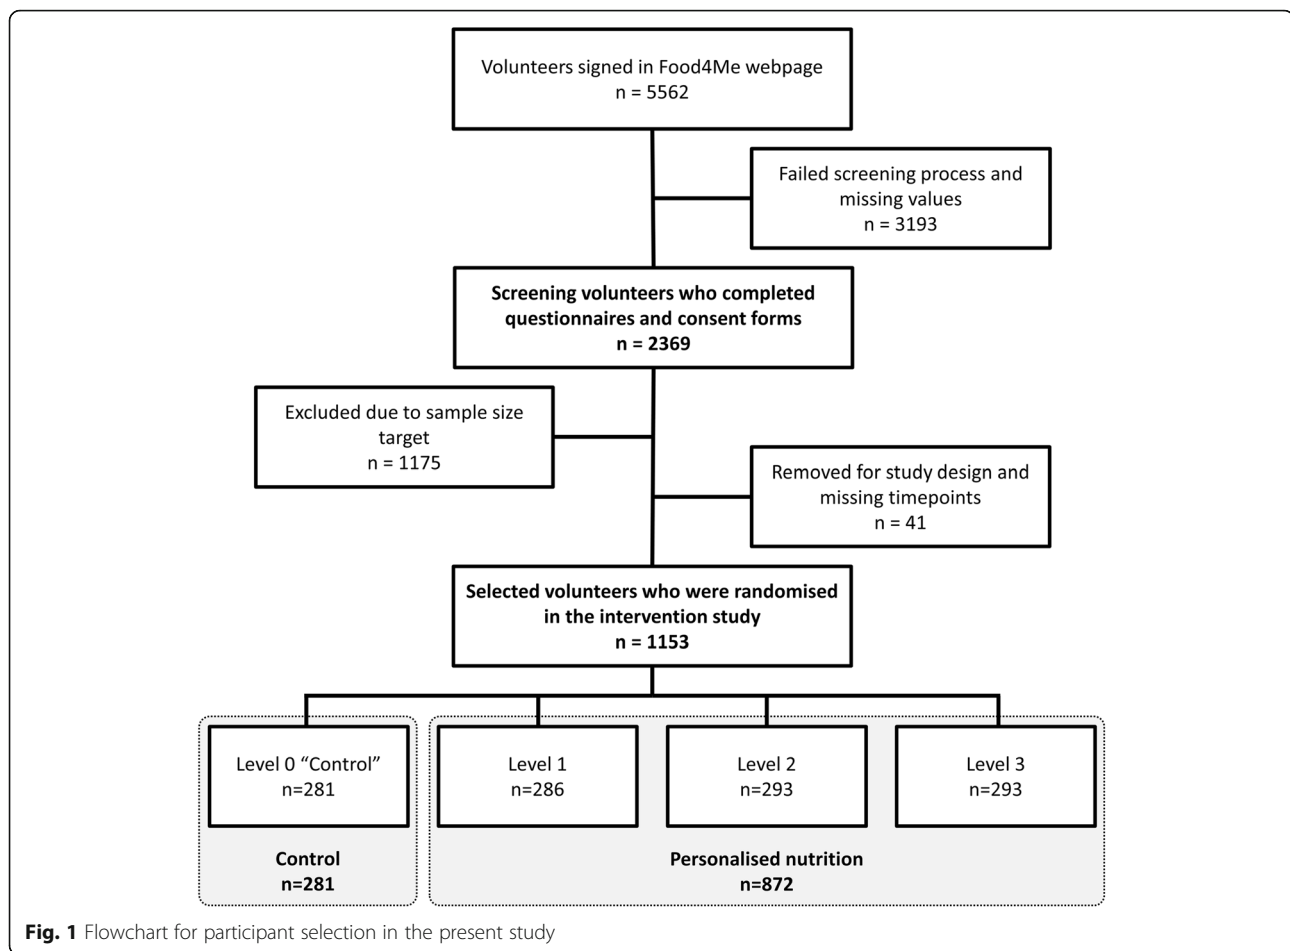 Volunteers signed in Food4Me webpage
n = 5562
Failed screening process and
missing values
n = 3193
Screening volunteers who completed
questionnaires and consent forms
n = 2369
Excluded due to sample size
target
n = 1175
Removed for study design and
missing timepoints
n = 41
Selected volunteers who were randomised
in the intervention study
n = 1153
Level 0 “Control”
n=281
Level 1
n=286
Level 2
n=293
Level 3
n=293
Control
n=281
Personalised nutrition
n=872
Fig. 1 Flowchart for participant selection in the present study